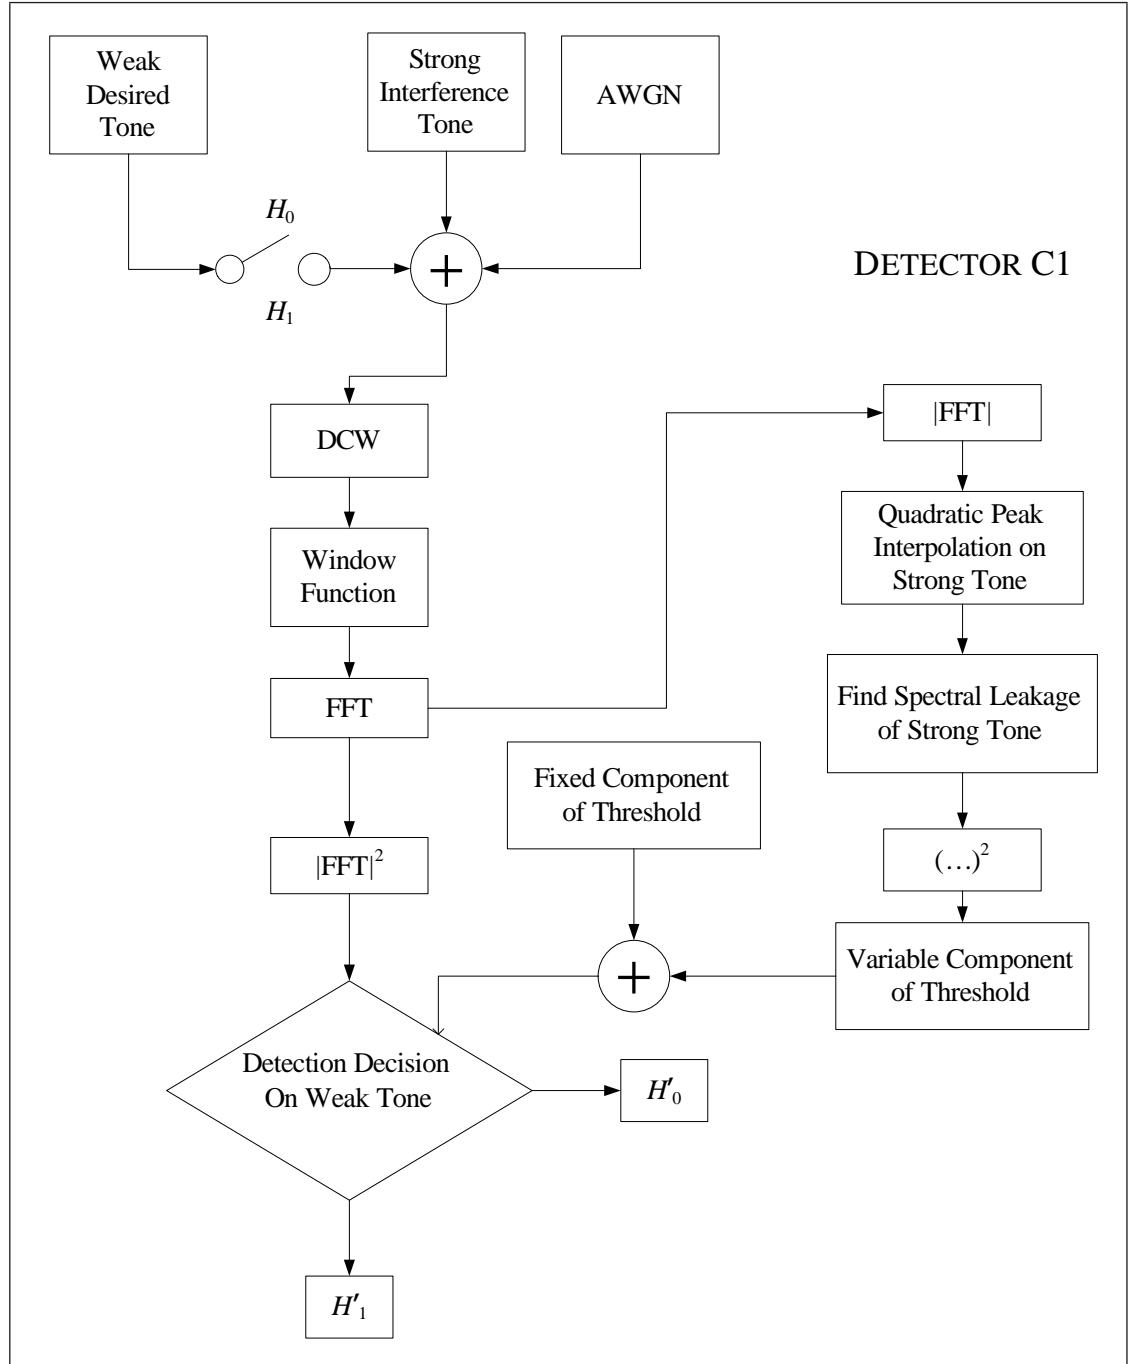 Weak
Desired
Tone
Strong
Interference
Tone
AWGN
H₀
H₁
+
DETECTOR C1
DCW
|FFT|
Window
Function
Quadratic Peak
Interpolation on
Strong Tone
FFT
Find Spectral Leakage
of Strong Tone
Fixed Component
of Threshold
|FFT|²
(…)²
+
Variable Component
of Threshold
Detection Decision
On Weak Tone
H′₀
H′₁